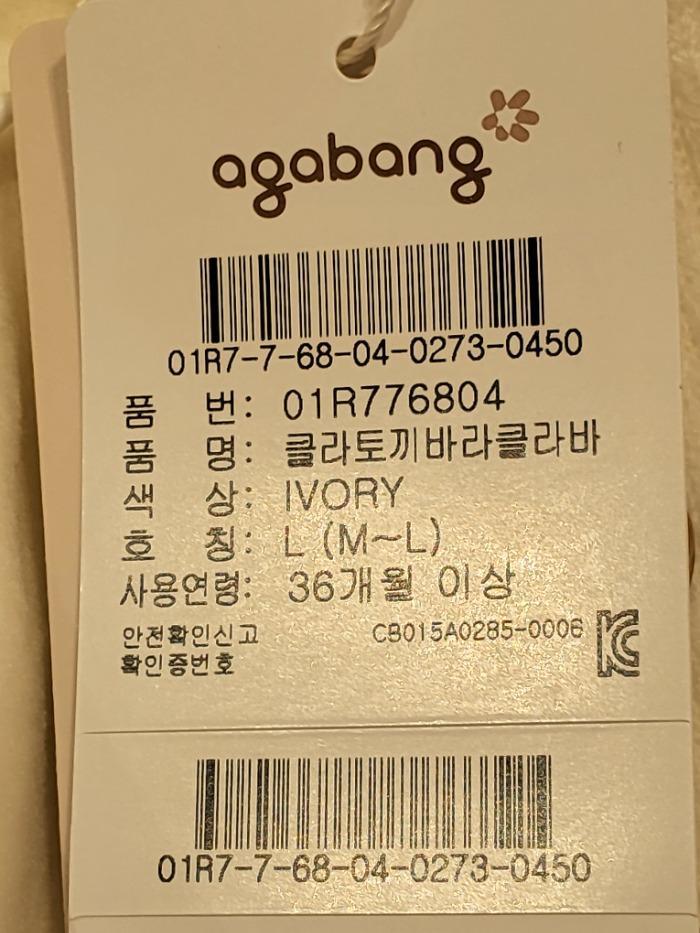 agabang
01R7-7-68-04-0273-0450
품 번: 01R776804
품 명: 클라토끼바라클라바
색 상: IVORY
호 칭: L (M~L)
사용연령: 36개월 이상
안전확인신고 CB015A0285-0006
확인증번호
01R7-7-68-04-0273-0450